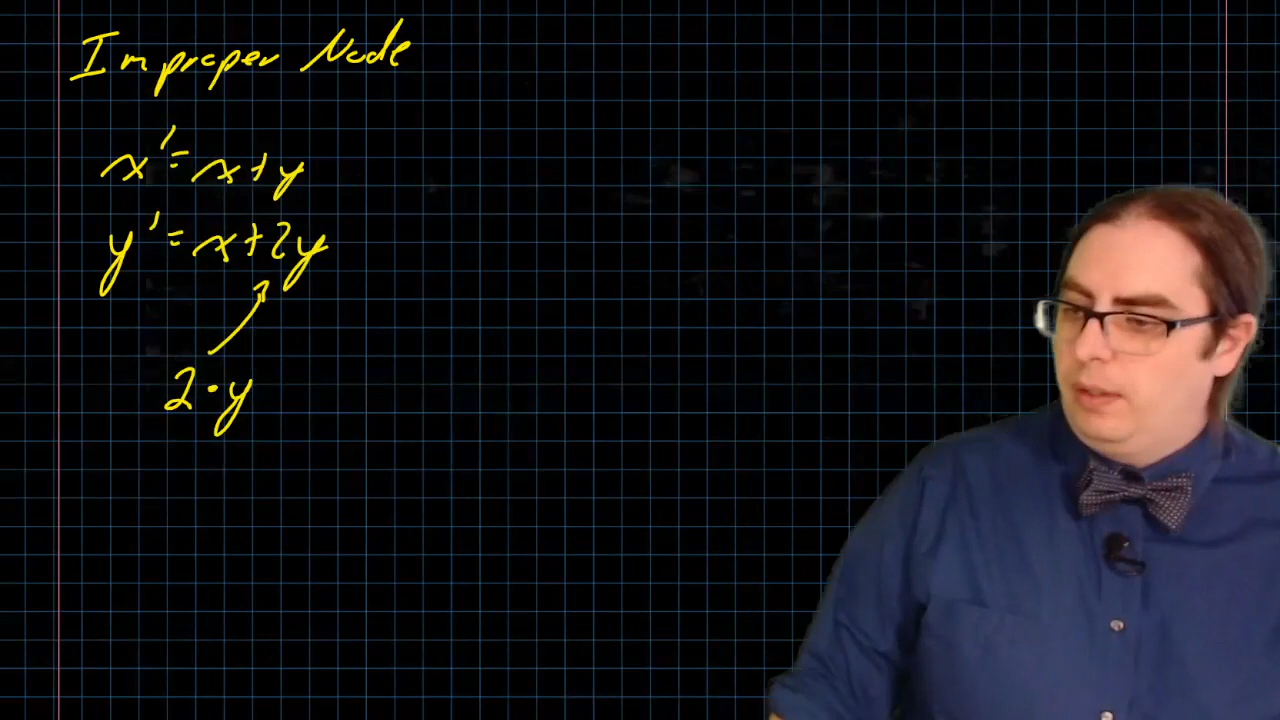 Improper Node
x' = x + y
y' = x + 2y
2 · y